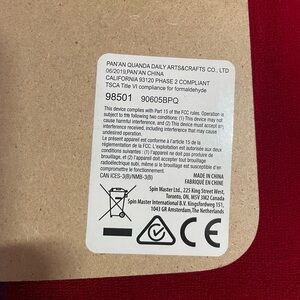 PAN'AN QUANDA DAILY ARTS&CRAFTS CO., LTD
06/2019,PAN'AN CHINA
CALIFORNIA 93120 PHASE 2 COMPLIANT
TSCA Title VI compliance for formaldehyde
98501 90605BPQ
This device complies with Part 15 of the FCC rules. Operation is
subject to the following two conditions: (1) This device may not
cause harmful interference, and (2) this device must accept any
interference received, including interference that may cause
undesired operation.
Le présent appareil est conforme à l'article 15 de la
réglementation de la F.C.C. L'exploitation est autorisée aux deux
conditions suivantes : (1) l'appareil ne doit pas produire de
brouillage et (2) l'appareil doit accepter tout brouillage
radioélectrique subi, même si le brouillage est susceptible d'en
compromettre le fonctionnement.
CAN ICES-3(B)/NMB-3(B)
MADE IN CHINA
FABRIQUÉ EN CHINE
Spin Master Ltd., 225 King Street West,
Toronto, ON, M5V 3M2 Canada
Spin Master International B.V. Kingsfordweg 151,
1043 GR Amsterdam, The Netherlands
CE